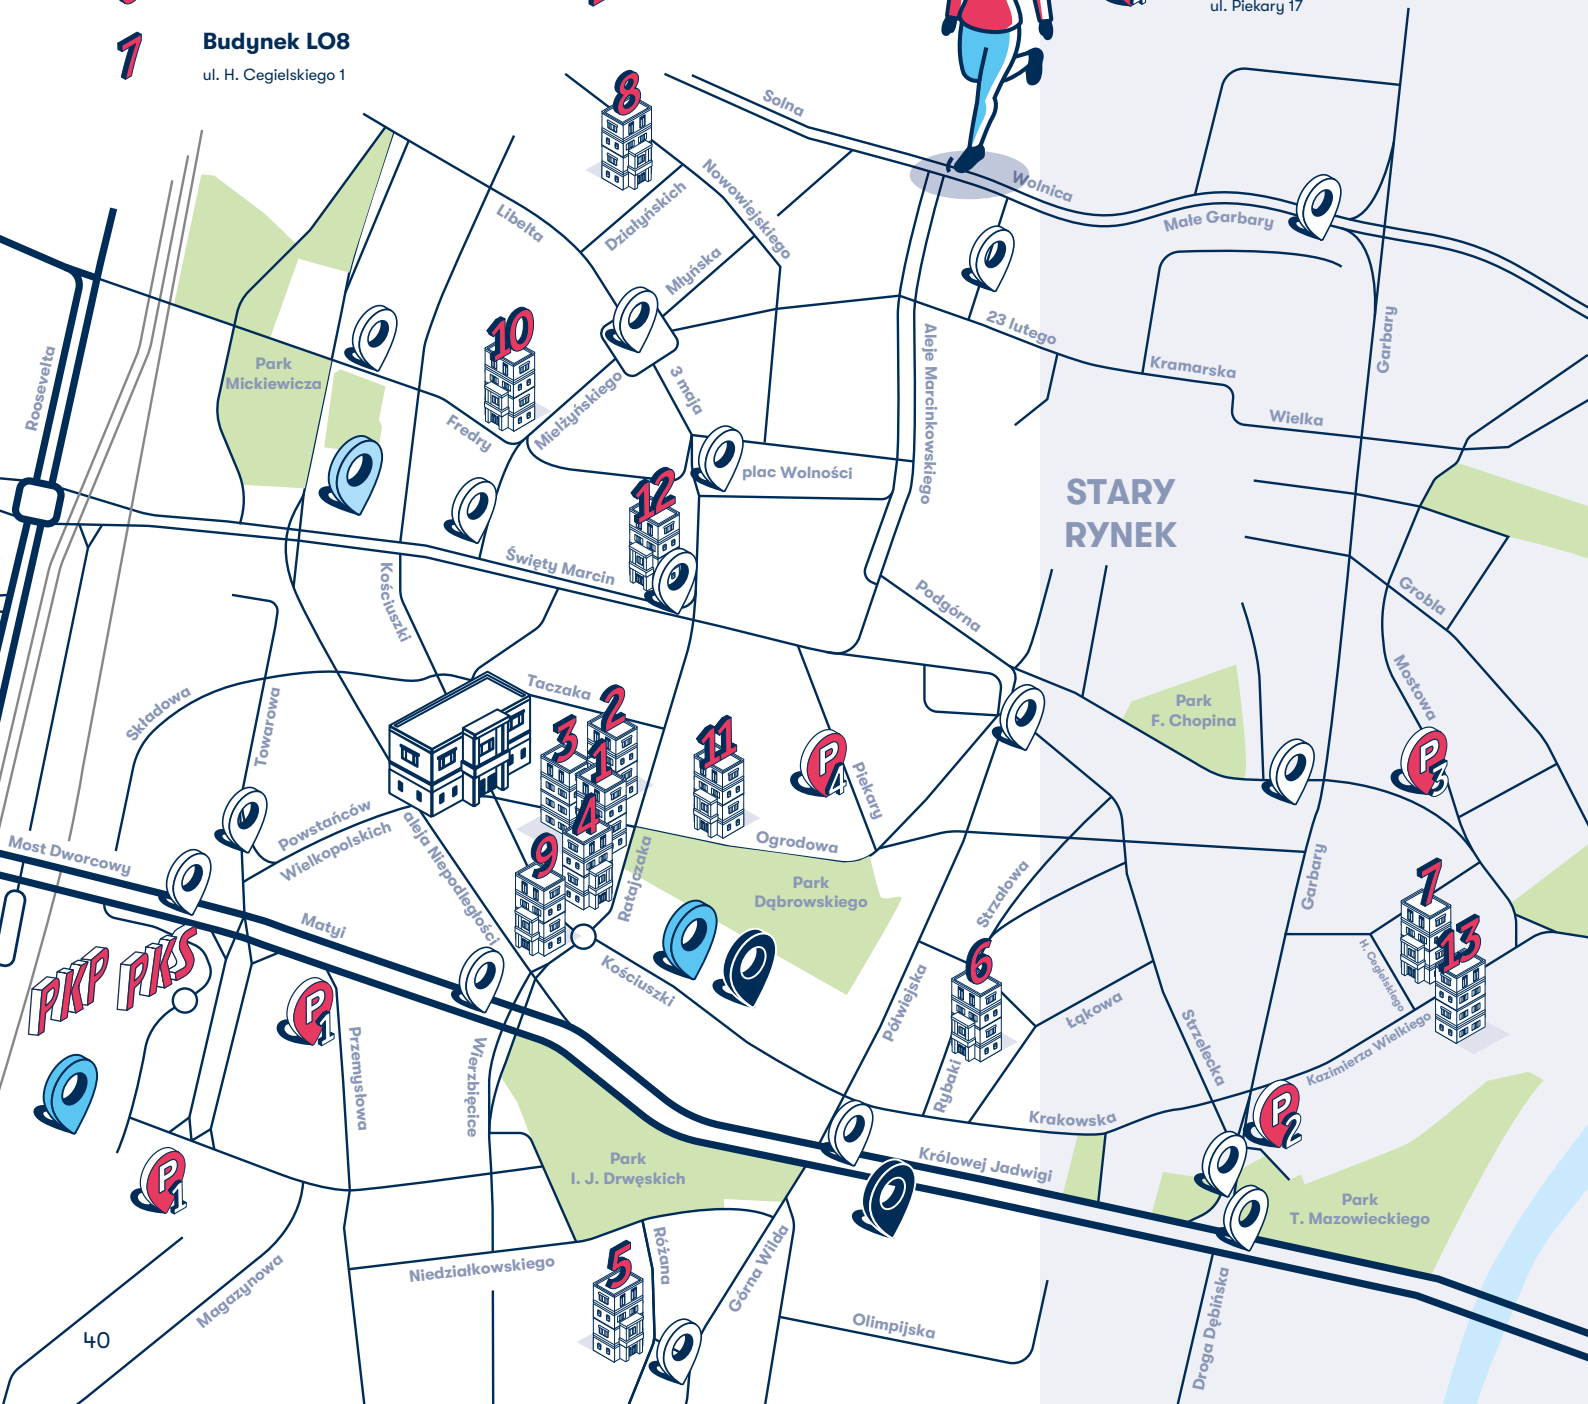 ul. Piekary 17
7
Budynek LO8
ul. H. Cegielskiego 1
8
Solna
Wolnica
Nowowiejskiego
Działyńskich
Libelta
Małe Garbary
Młyńska
10
23 lutego
Garbary
Roosevelta
Park
Mickiewicza
Aleje Marcinkowskiego
Kramarska
3 maja
Mielżyńskiego
Fredry
Wielka
plac Wolności
12
STARY
RYNEK
Święty Marcin
Kościuszki
Podgórna
Grobla
Mostowa
Taczaka
Składowa
Towarowa
2
3
1
11
4
9
P
4
Piekary
Park
F. Chopina
P
3
Powstańców
Wielkopolskich
aleja Niepodległości
Ratajczaka
Ogrodowa
Most Dworcowy
Park
Dąbrowskiego
Strzałowa
Garbary
7
13
H. Cegielskiego
Matyi
PKP
PKS
P
1
Kościuszki
Półwiejska
6
Łąkowa
Strzelecka
Kazimierza Wielkiego
Przemysłowa
Wierzbięcice
Rybaki
Krakowska
P
2
P
1
Park
I. J. Drwęskich
Królowej Jadwigi
Park
T. Mazowieckiego
Niedziałkowskiego
Różana
5
Górna Wilda
Magazynowa
Olimpijska
Droga Dębińska
40